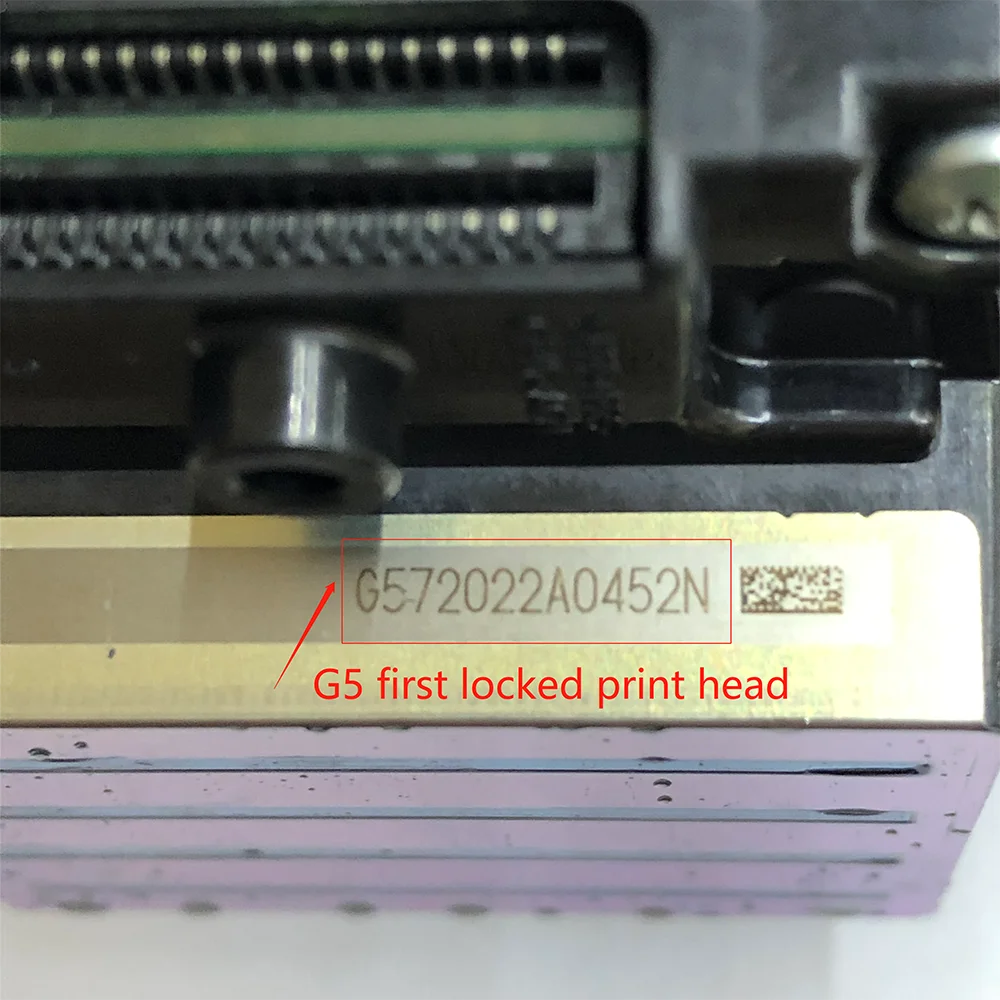 G572022A0452N
G5 first locked print head